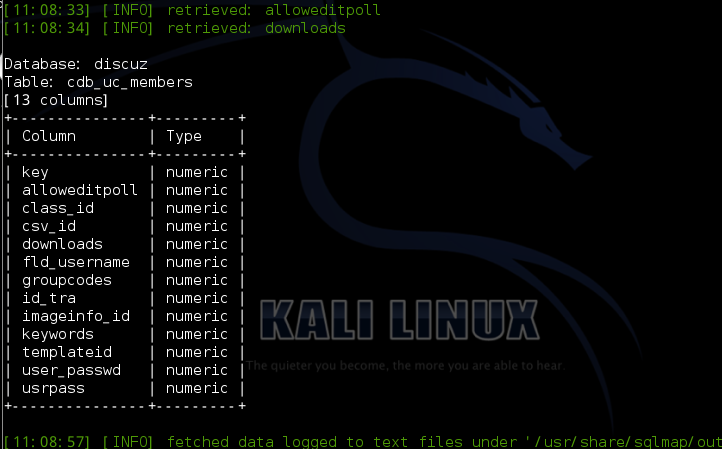 [11:08:33] [INFO] retrieved: alloweditpoll
[11:08:34] [INFO] retrieved: downloads
Database: discuz
Table: cdb_uc_members
[13 columns]
+---------------+---------+
| Column | Type |
+---------------+---------+
| key | numeric |
| alloweditpoll | numeric |
| class_id | numeric |
| csv_id | numeric |
| downloads | numeric |
| fld_username | numeric |
| groupcodes | numeric |
| id_tra | numeric |
| imageinfo_id | numeric |
| keywords | numeric |
| templateid | numeric |
| user_passwd | numeric |
| usrpass | numeric |
+---------------+---------+
KALI LINUX
The quieter you become, the more you are able to hear.
[11:08:57] [INFO] fetched data logged to text files under '/usr/share/sqlmap/out